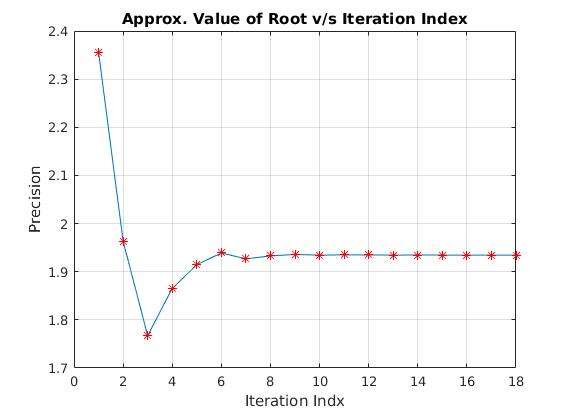 Approx. Value of Root v/s Iteration Index
2.4
2.3
2.2
2.1
2
1.9
1.8
1.7
Precision
0 2 4 6 8 10 12 14 16 18
Iteration Indx